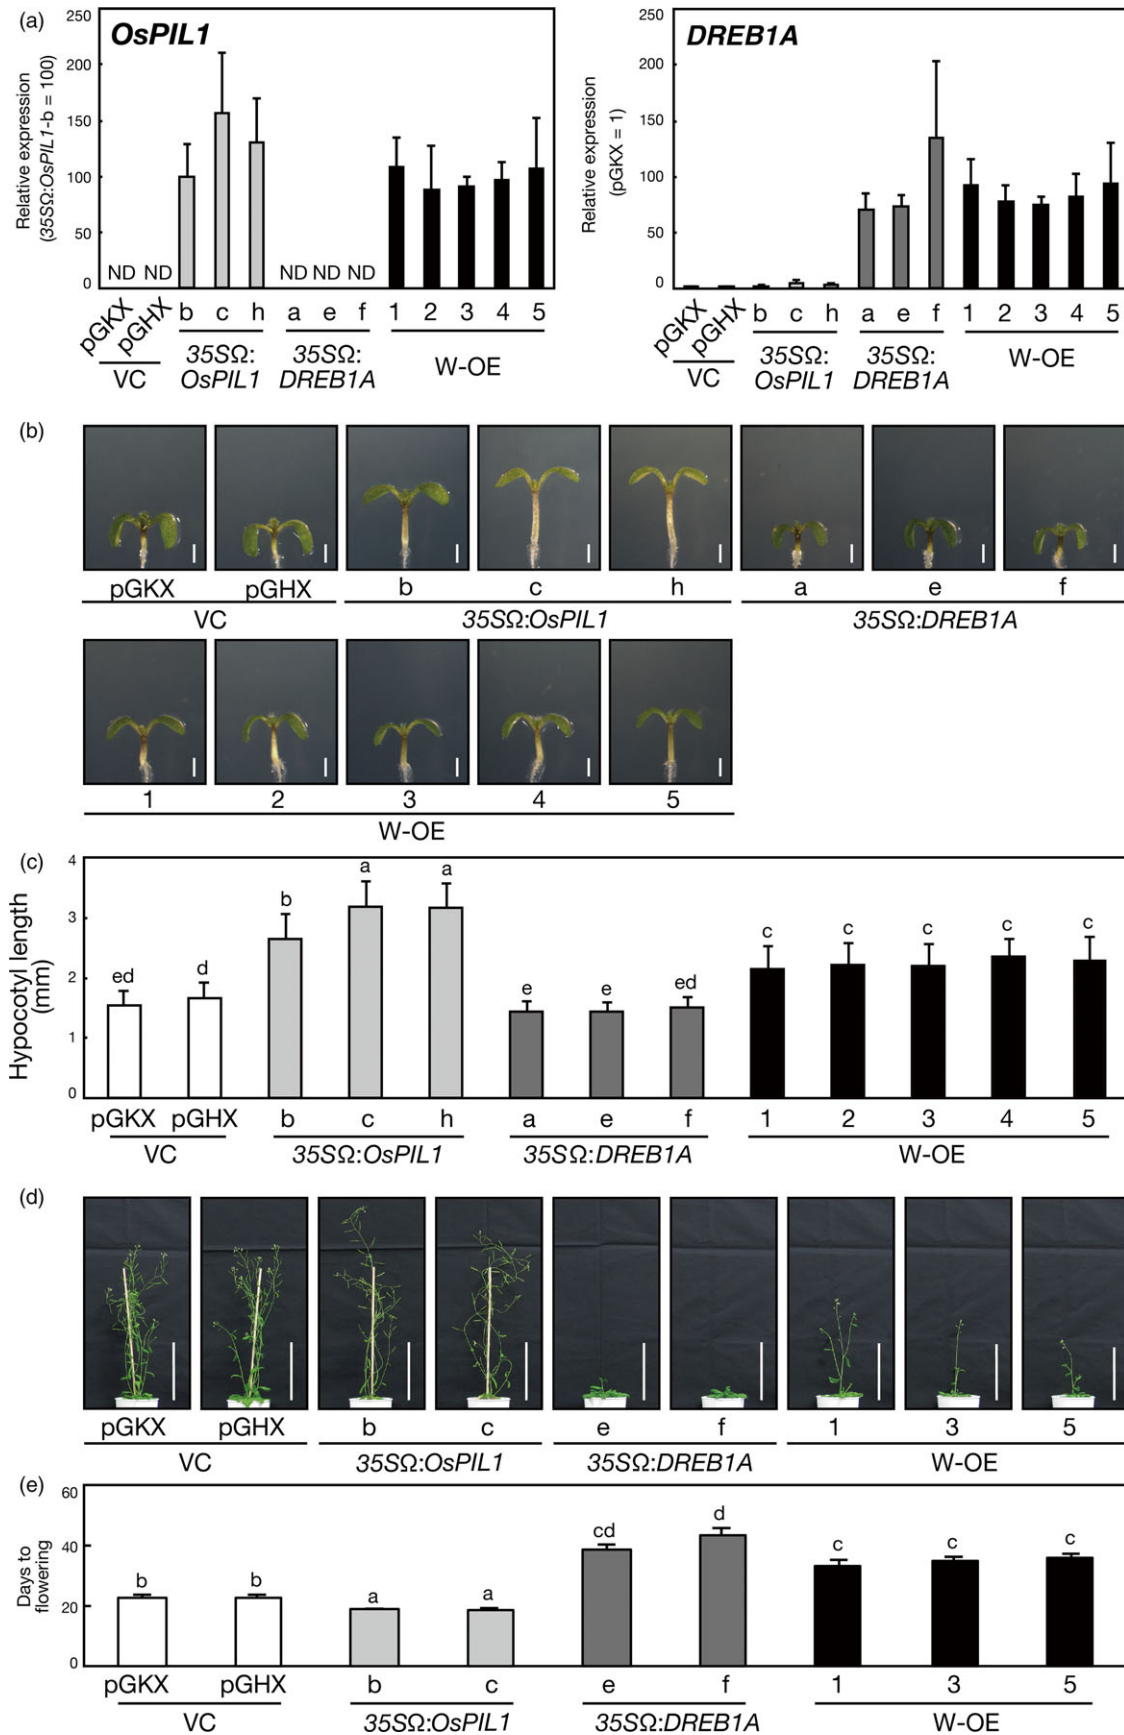 (a)
OsPIL1
Relative expression
(35SΩ:OsPIL1-b = 100)
250
200
150
100
50
0
ND ND ND ND ND
pGKX pGHX b c h a e f 1 2 3 4 5
VC 35SΩ:OsPIL1 35SΩ:DREB1A W-OE
DREB1A
Relative expression
(pGKX = 1)
250
200
150
100
50
0
pGKX pGHX b c h a e f 1 2 3 4 5
VC 35SΩ:OsPIL1 35SΩ:DREB1A W-OE
(b)
pGKX pGHX b c h a e f
VC 35SΩ:OsPIL1 35SΩ:DREB1A
1 2 3 4 5
W-OE
(c)
Hypocotyl length
(mm)
4
3
2
1
0
ed d b a a e e ed c c c c c
pGKX pGHX b c h a e f 1 2 3 4 5
VC 35SΩ:OsPIL1 35SΩ:DREB1A W-OE
(d)
pGKX pGHX b c e f 1 3 5
VC 35SΩ:OsPIL1 35SΩ:DREB1A W-OE
(e)
Days to
flowering
60
40
20
0
b b a a cd d c c c
pGKX pGHX b c e f 1 3 5
VC 35SΩ:OsPIL1 35SΩ:DREB1A W-OE